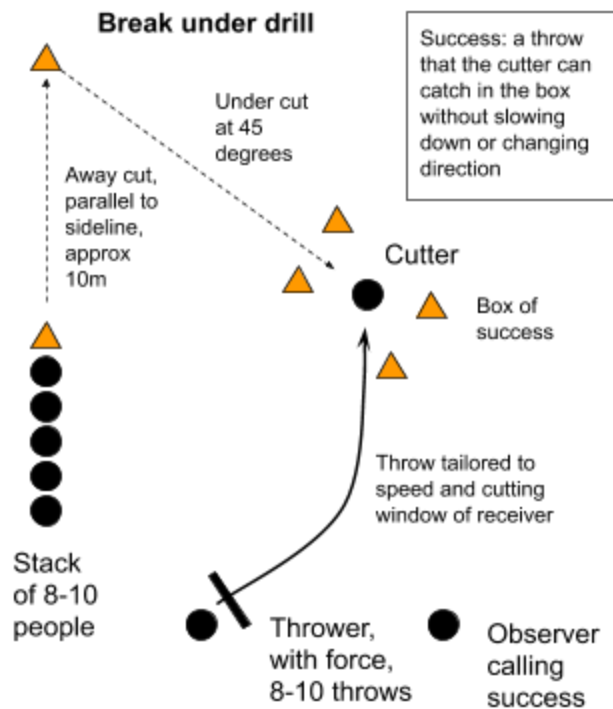 Break under drill
Success: a throw
that the cutter can
catch in the box
without slowing
down or changing
direction
Under cut
at 45
degrees
Away cut,
parallel to
sideline,
approx
10m
Cutter
Box of
success
Throw tailored to
speed and cutting
window of receiver
Stack
of 8-10
people
Thrower,
with force,
8-10 throws
Observer
calling
success